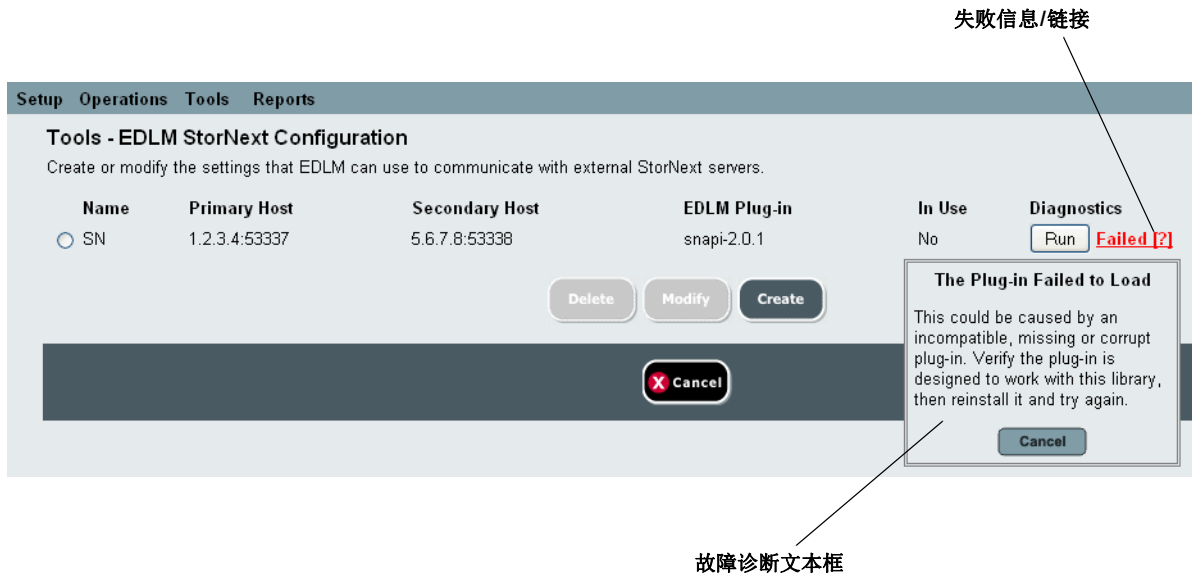 失败信息/链接
Setup Operations Tools Reports
Tools - EDLM StorNext Configuration
Create or modify the settings that EDLM can use to communicate with external StorNext servers.
Name Primary Host Secondary Host EDLM Plug-in In Use Diagnostics
SN 1.2.3.4:53337 5.6.7.8:53338 snapi-2.0.1 No Run Failed [?]
Delete Modify Create
The Plug-in Failed to Load
This could be caused by an
incompatible, missing or corrupt
plug-in. Verify the plug-in is
designed to work with this library,
then reinstall it and try again.
Cancel
X Cancel
故障诊断文本框